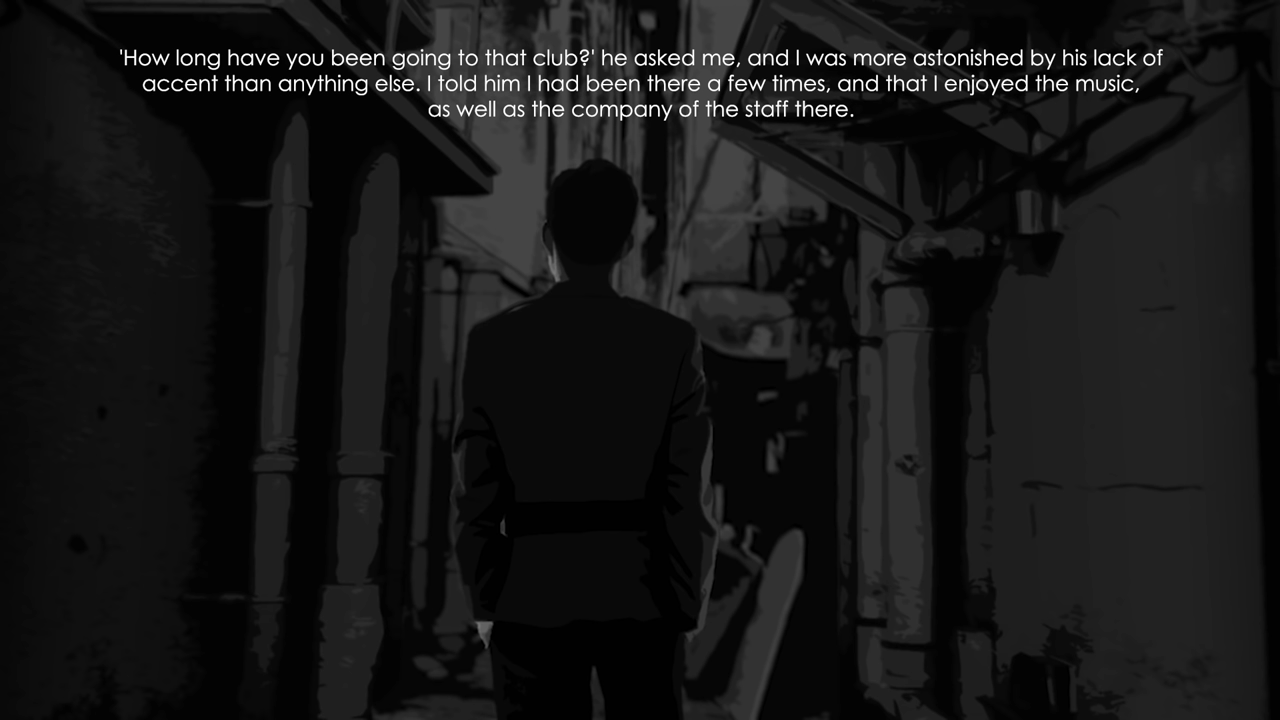 'How long have you been going to that club?' he asked me, and I was more astonished by his lack of
accent than anything else. I told him I had been there a few times, and that I enjoyed the music,
as well as the company of the staff there.